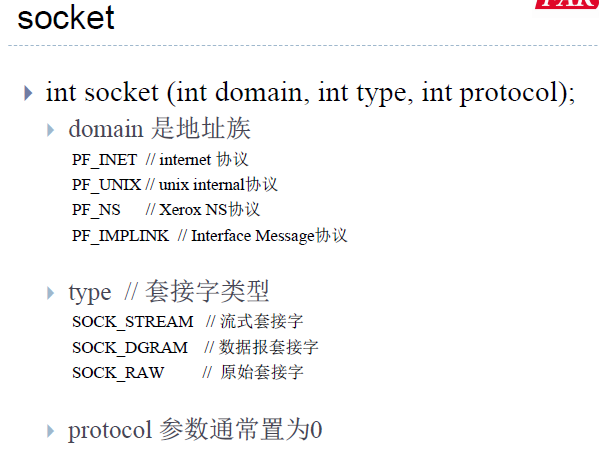 socket
int socket (int domain, int type, int protocol);
domain 是地址族
PF_INET // internet 协议
PF_UNIX // unix internal协议
PF_NS // Xerox NS协议
PF_IMPLINK // Interface Message协议
type // 套接字类型
SOCK_STREAM // 流式套接字
SOCK_DGRAM // 数据报套接字
SOCK_RAW // 原始套接字
protocol 参数通常置为0